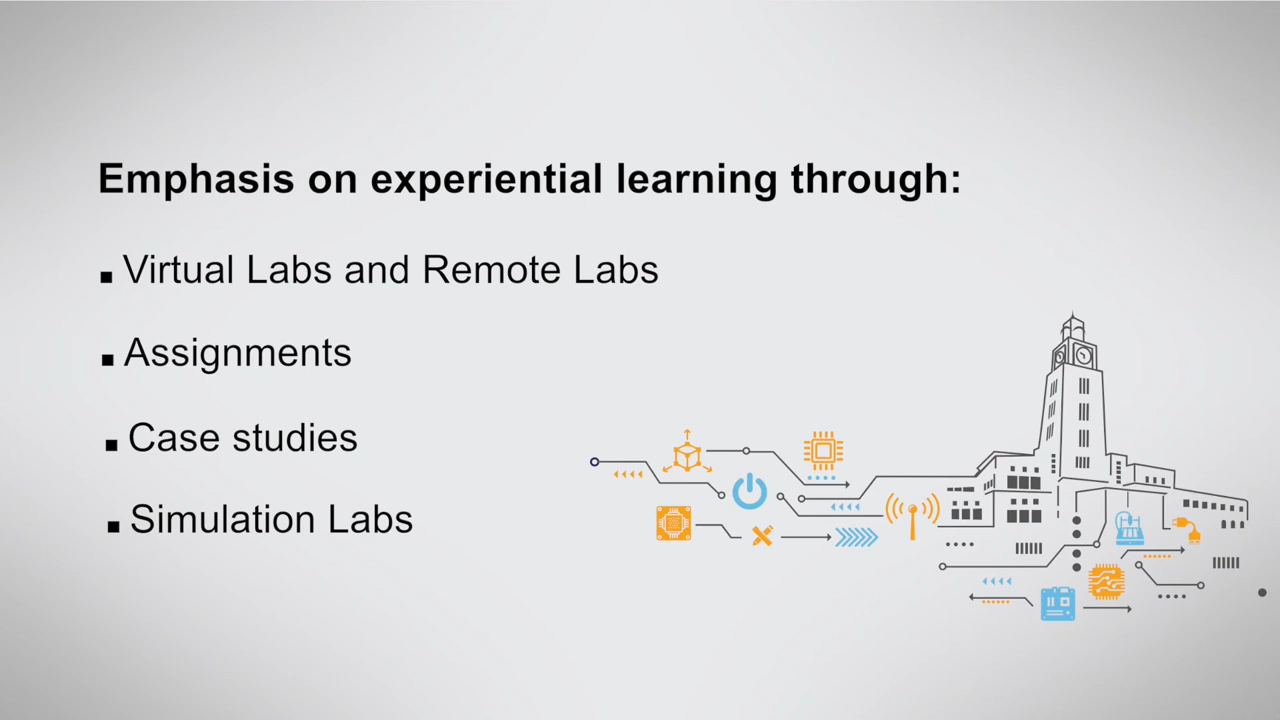 Emphasis on experiential learning through:
▪ Virtual Labs and Remote Labs
▪ Assignments
▪ Case studies
▪ Simulation Labs